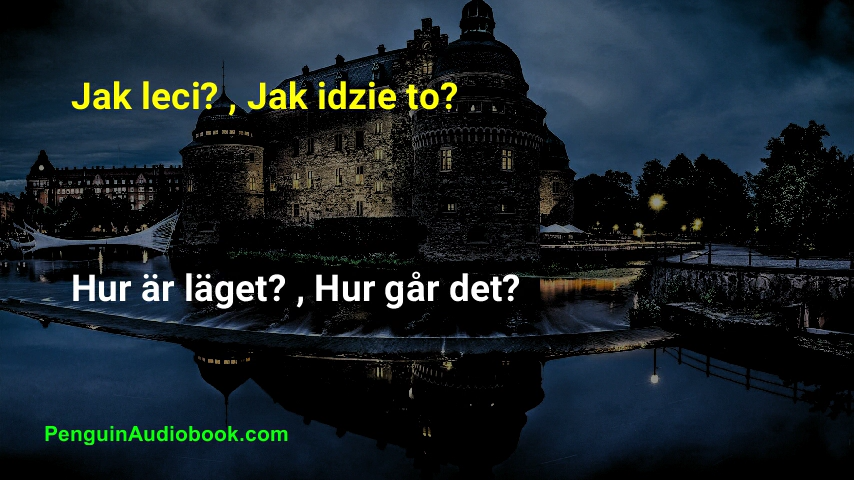 Jak leci? , Jak idzie to?
Hur är läget? , Hur går det?
PenguinAudiobook.com